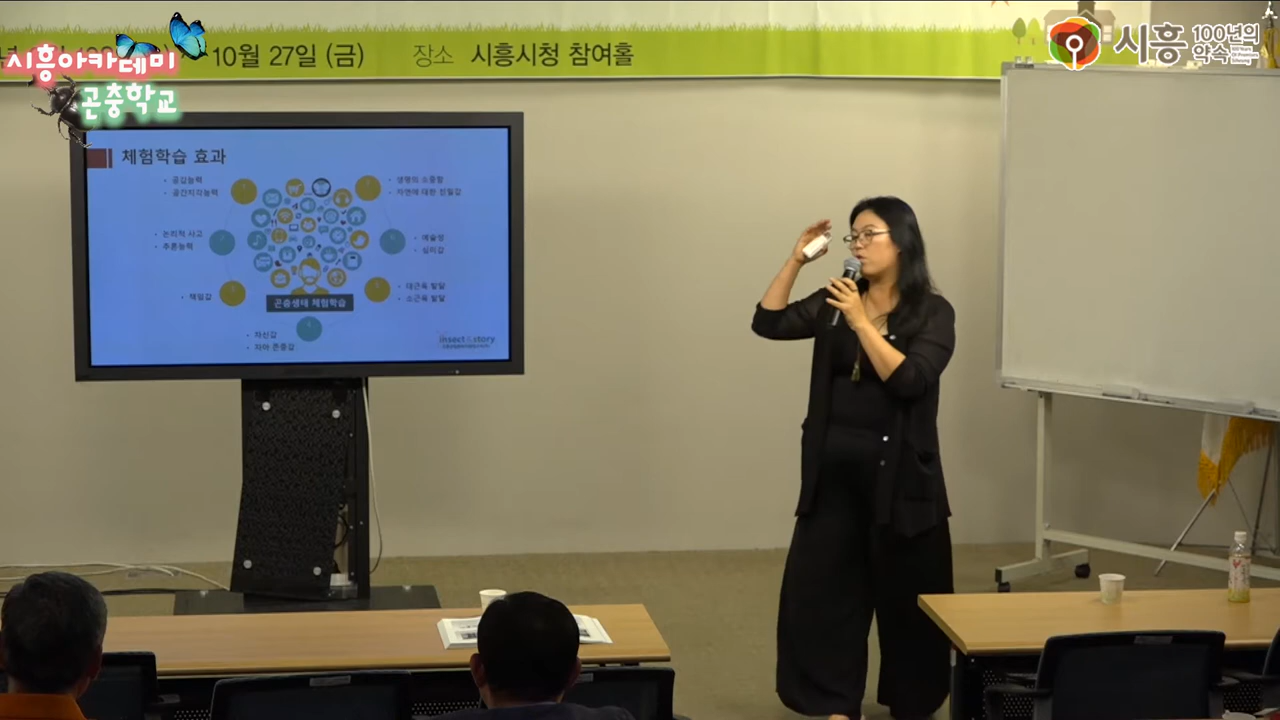 10월 27일 (금) 장소 시흥시청 참여홀
시흥아카데미
곤충학교
시흥 100년의
약속
체험학습 효과
• 공감능력
• 공간지각능력
• 생명의 소중함
• 자연에 대한 친밀감
• 논리적 사고
• 추론능력
• 예술성
• 심미감
• 책임감
• 대근육 발달
• 소근육 발달
곤충생태 체험학습
• 자신감
• 자아 존중감
insect &story